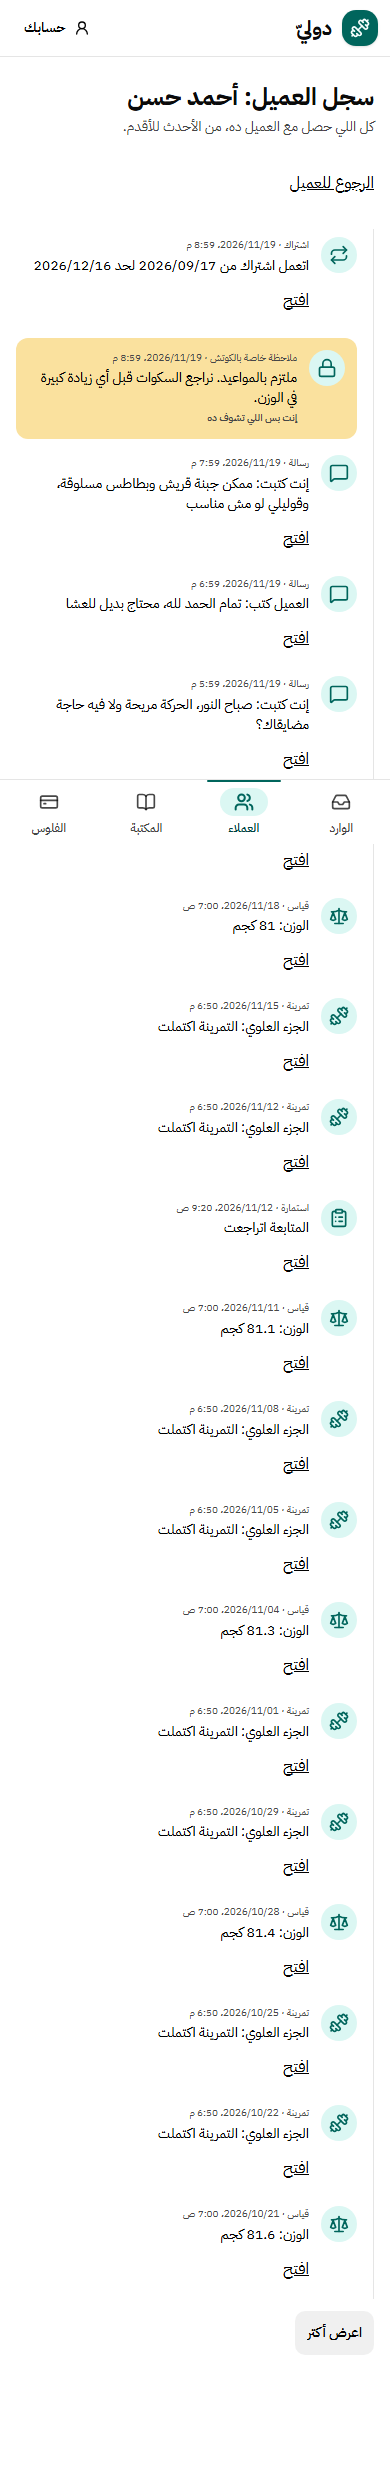 دوليّ
حسابك
سجل العميل: أحمد حسن
كل اللي حصل مع العميل ده، من الأحدث للأقدم.
الرجوع للعميل
اشتراك · 2026/11/19، 8:59 م
اتعمل اشتراك من 2026/09/17 لحد 2026/12/16
افتح
ملاحظة خاصة بالكوتش · 2026/11/19، 8:59 م
ملتزم بالمواعيد. نراجع السكوات قبل أي زيادة كبيرة
في الوزن.
إنت بس اللي تشوف ده
رسالة · 2026/11/19، 7:59 م
إنت كتبت: ممكن جبنة قريش وبطاطس مسلوقة،
وقوليلي لو مش مناسب
افتح
رسالة · 2026/11/19، 6:59 م
العميل كتب: تمام الحمد لله، محتاج بديل للعشا
افتح
رسالة · 2026/11/19، 5:59 م
إنت كتبت: صباح النور، الحركة مريحة ولا فيه حاجة
مضايقاك؟
افتح
الوارد
العملاء
المكتبة
الفلوس
افتح
قياس · 2026/11/18، 7:00 ص
الوزن: 81 كجم
افتح
تمرينة · 2026/11/15، 6:50 م
الجزء العلوي: التمرينة اكتملت
افتح
تمرينة · 2026/11/12، 6:50 م
الجزء العلوي: التمرينة اكتملت
افتح
استمارة · 2026/11/12، 9:20 ص
المتابعة اتراجعت
افتح
قياس · 2026/11/11، 7:00 ص
الوزن: 81.1 كجم
افتح
تمرينة · 2026/11/08، 6:50 م
الجزء العلوي: التمرينة اكتملت
افتح
تمرينة · 2026/11/05، 6:50 م
الجزء العلوي: التمرينة اكتملت
افتح
قياس · 2026/11/04، 7:00 ص
الوزن: 81.3 كجم
افتح
تمرينة · 2026/11/01، 6:50 م
الجزء العلوي: التمرينة اكتملت
افتح
تمرينة · 2026/10/29، 6:50 م
الجزء العلوي: التمرينة اكتملت
افتح
قياس · 2026/10/28، 7:00 ص
الوزن: 81.4 كجم
افتح
تمرينة · 2026/10/25، 6:50 م
الجزء العلوي: التمرينة اكتملت
افتح
تمرينة · 2026/10/22، 6:50 م
الجزء العلوي: التمرينة اكتملت
افتح
قياس · 2026/10/21، 7:00 ص
الوزن: 81.6 كجم
افتح
اعرض أكتر